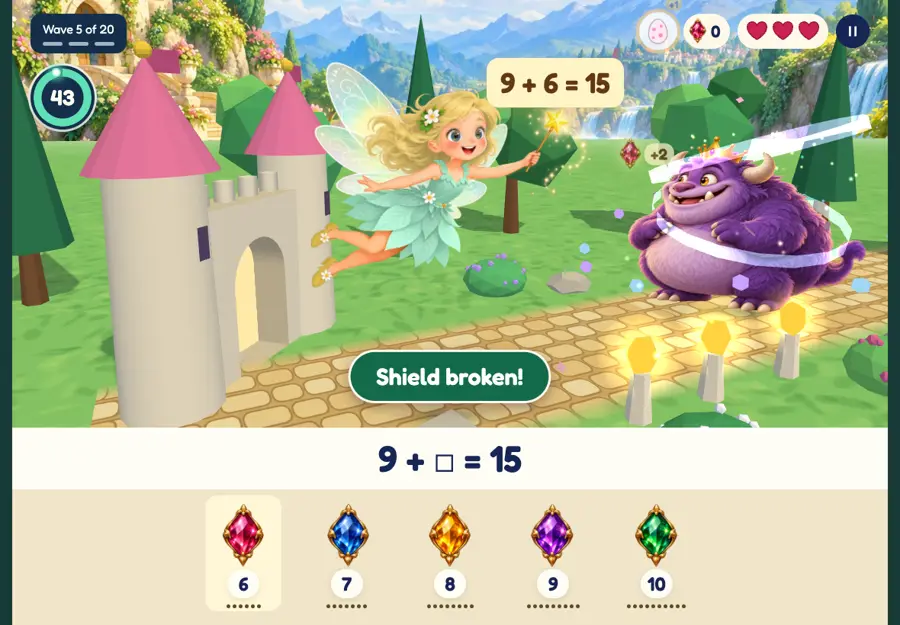 Wave 5 of 20
0
43
9 + 6 = 15
+2
Shield broken!
9 + □ = 15
6
7
8
9
10